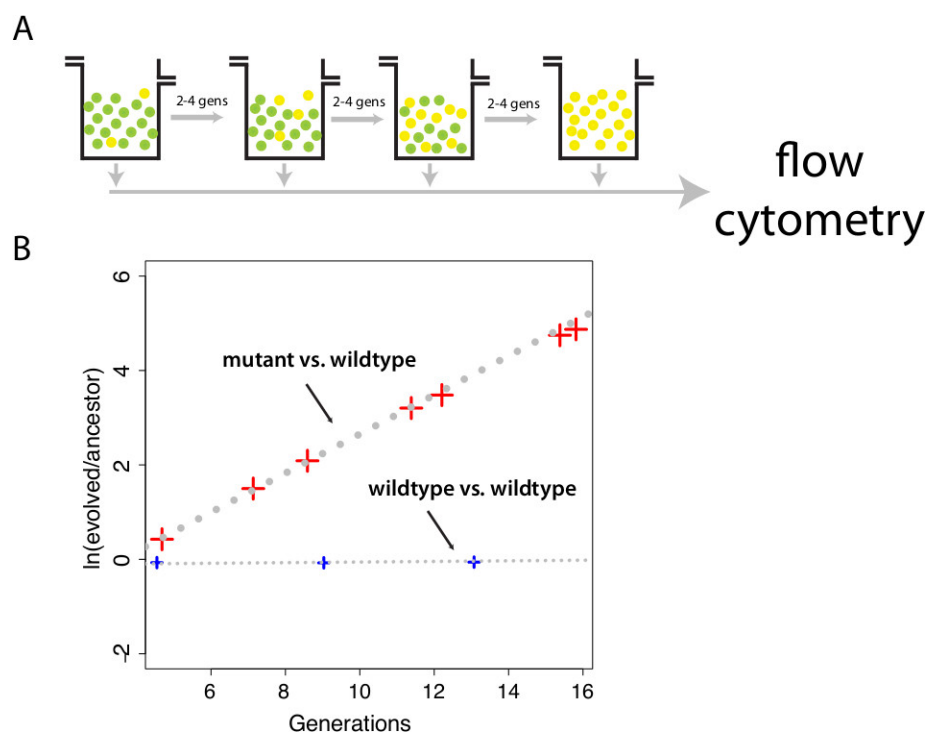 A
2-4 gens
2-4 gens
2-4 gens
flow
cytometry
B
ln(evolved/ancestor)
6
4
2
0
-2
mutant vs. wildtype
wildtype vs. wildtype
6
8
10
12
14
16
Generations